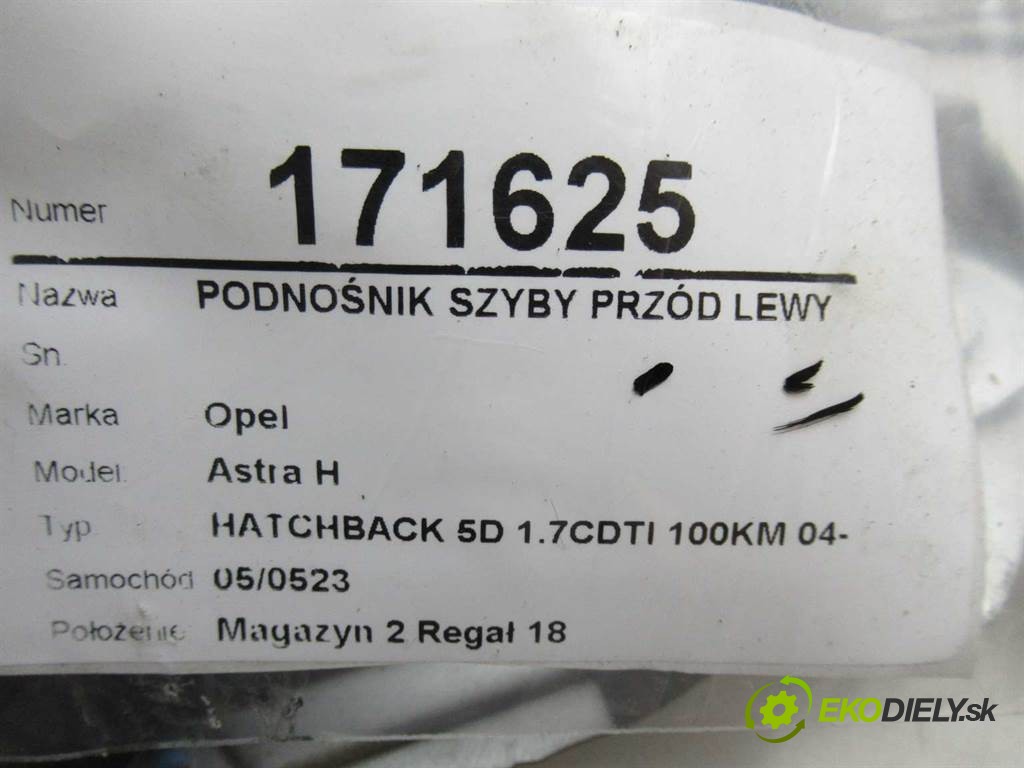 Numer 171625
Nazwa PODNOŚNIK SZYBY PRZÓD LEWY
Sn.
Marka Opel
Model Astra H
Typ HATCHBACK 5D 1.7CDTI 100KM 04-
Samochód 05/0523
Położenie Magazyn 2 Regał 18
EKODIELY.sk